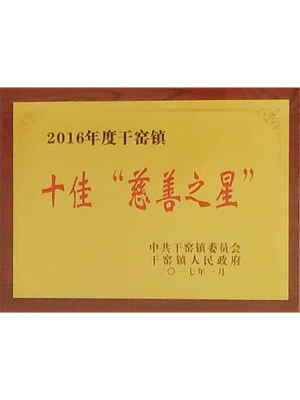 2016年度干窑镇
十佳“慈善之星”
中共干窑镇委员会
干窑镇人民政府
二〇一七年一月